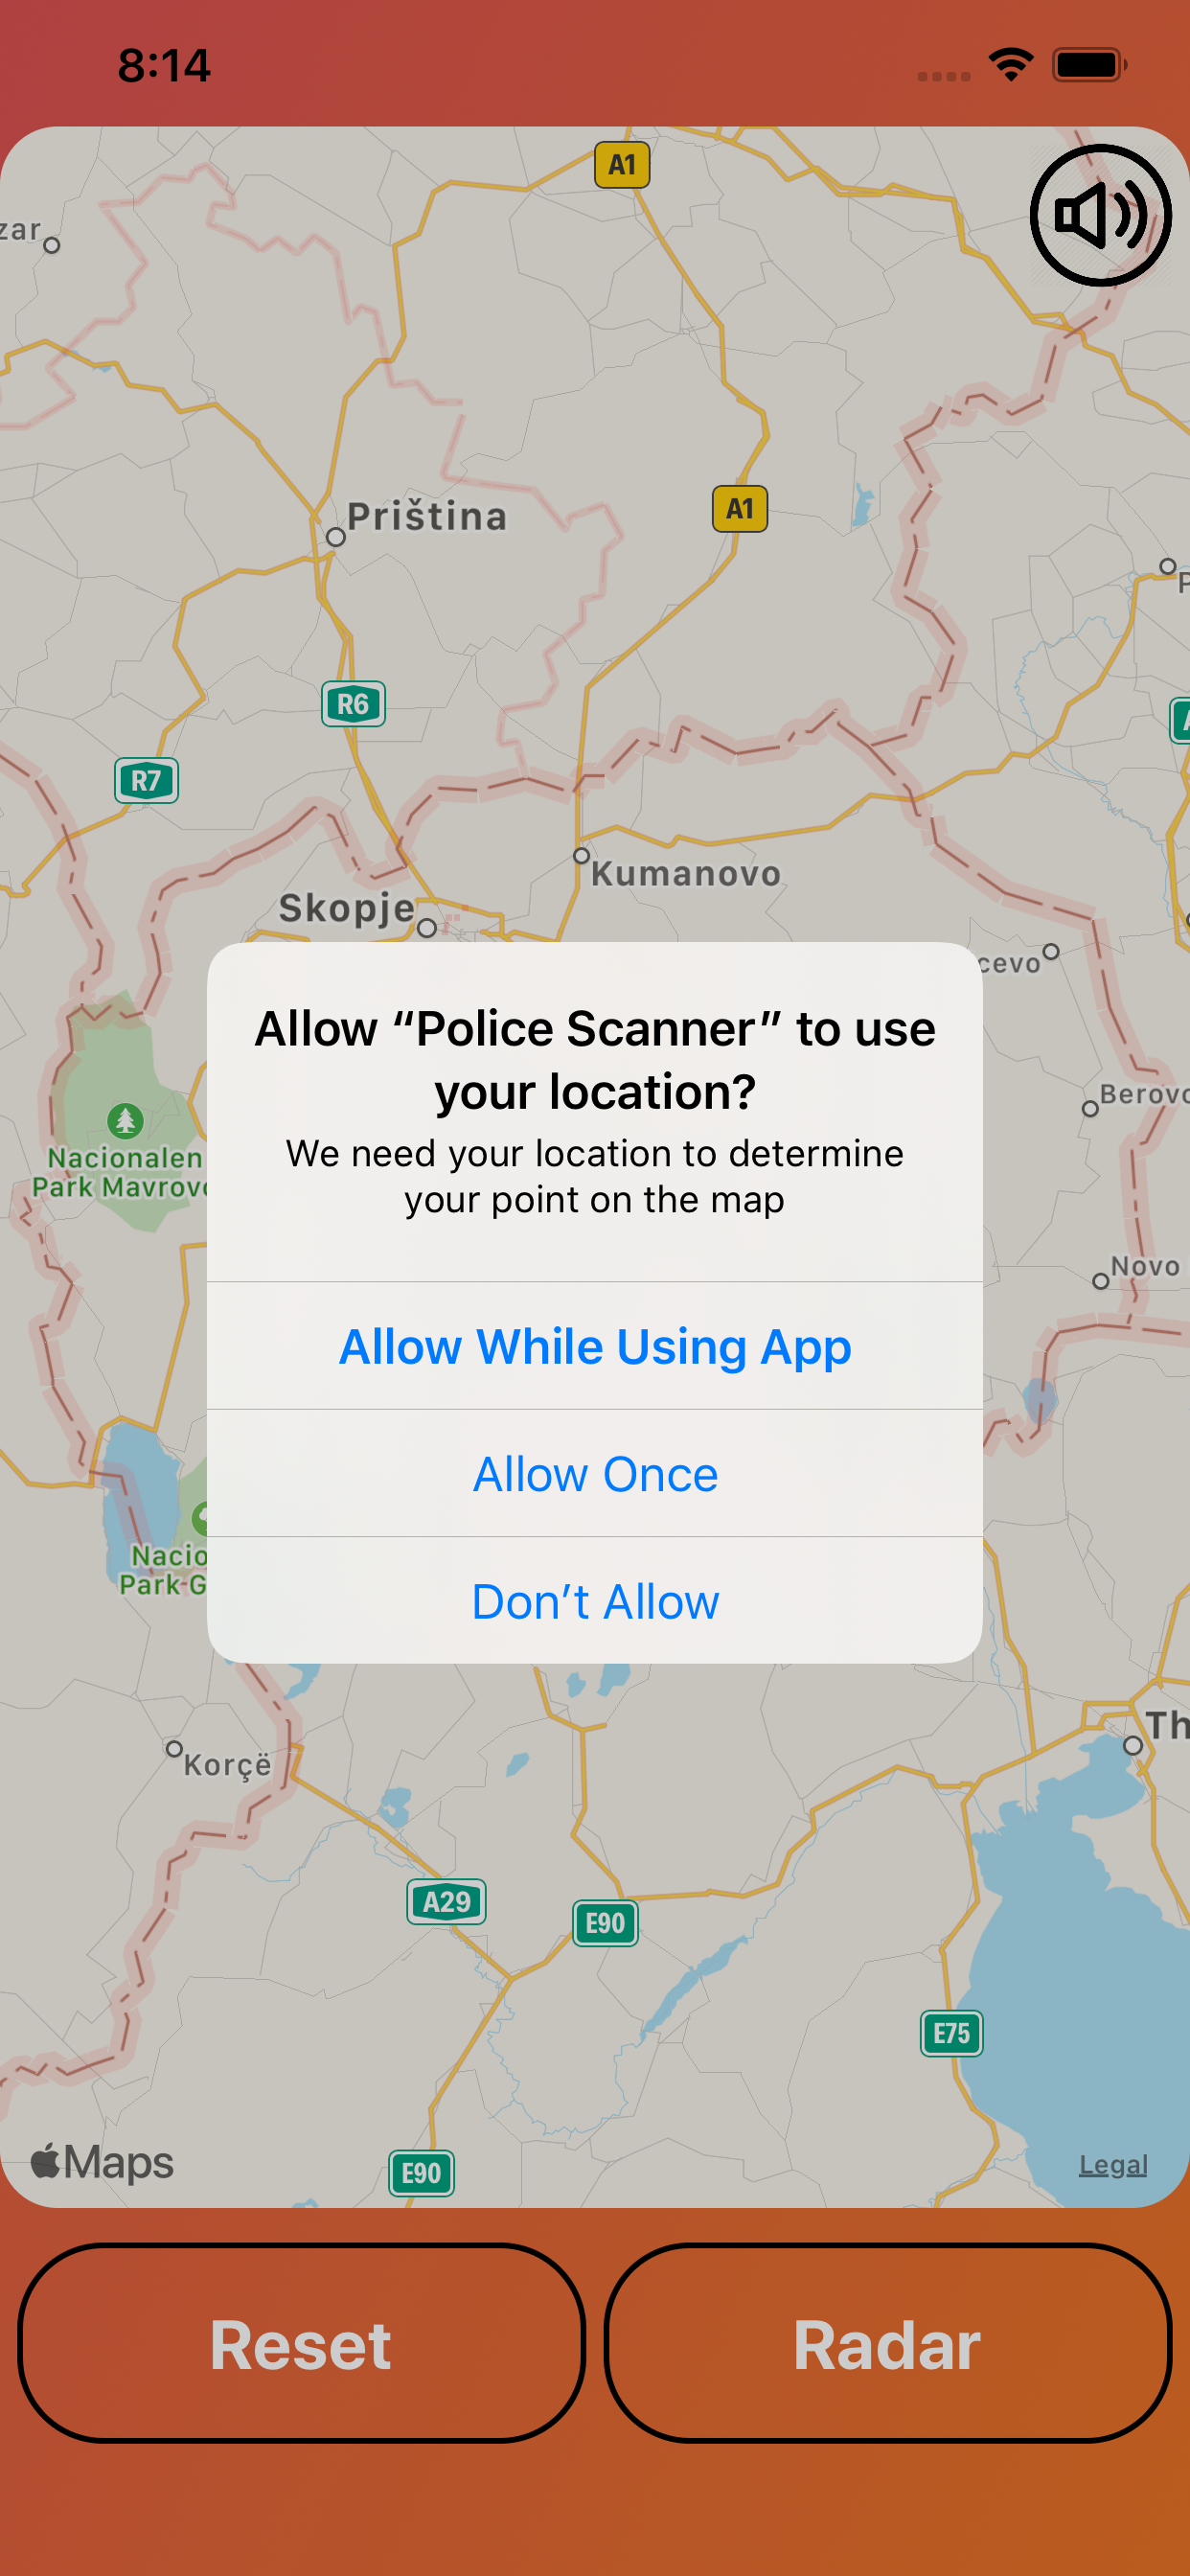 8:14
A1
zar
Priština
A1
R6
R7
Kumanovo
Skopje
cevo
Allow “Police Scanner” to use
your location?
We need your location to determine
your point on the map
Allow While Using App
Allow Once
Don’t Allow
Berovo
Nacionalen
Park Mavrovo
Novo
Nacio
Park G
Th
Korçë
A29
E90
E75
E90
Maps
Legal
Reset
Radar